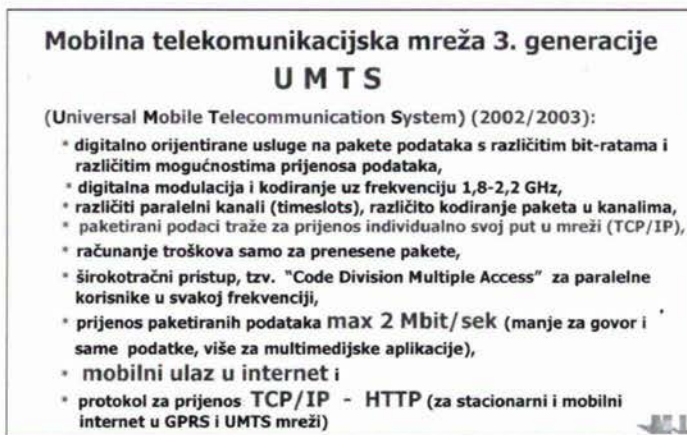 Mobilna telekomunikacijska mreža 3. generacije
U M T S
(Universal Mobile Telecommunication System) (2002/2003):
* digitalno orijentirane usluge na pakete podataka s različitim bit-ratama i
različitim mogućnostima prijenosa podataka,
* digitalna modulacija i kodiranje uz frekvenciju 1,8-2,2 GHz,
* različiti paralelni kanali (timeslots), različito kodiranje paketa u kanalima,
* paketirani podaci traže za prijenos individualno svoj put u mreži (TCP/IP),
* računanje troškova samo za prenesene pakete,
* širokotračni pristup, tzv. "Code Division Multiple Access" za paralelne
korisnike u svakoj frekvenciji,
* prijenos paketiranih podataka max 2 Mbit/sek (manje za govor i
same podatke, više za multimedijske aplikacije),
* mobilni ulaz u internet i
* protokol za prijenos TCP/IP - HTTP (za stacionarni i mobilni
internet u GPRS i UMTS mreži)